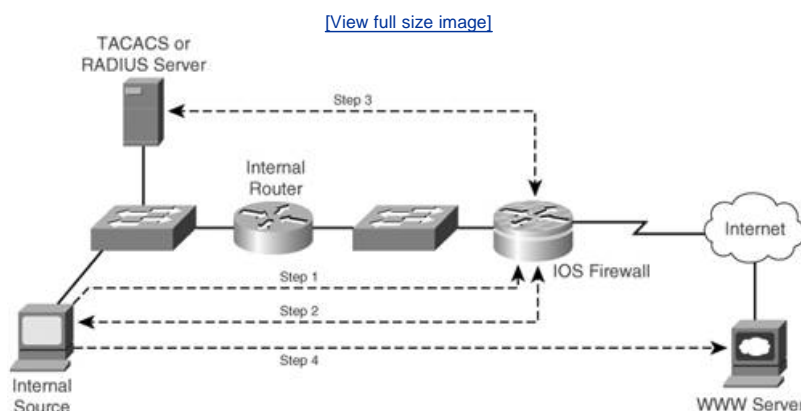 [View full size image]
TACACS or
RADIUS Server
Step 3
Internal
Router
Internet
IOS Firewall
Step 1
Step 2
Step 4
Internal
Source
WWW Server